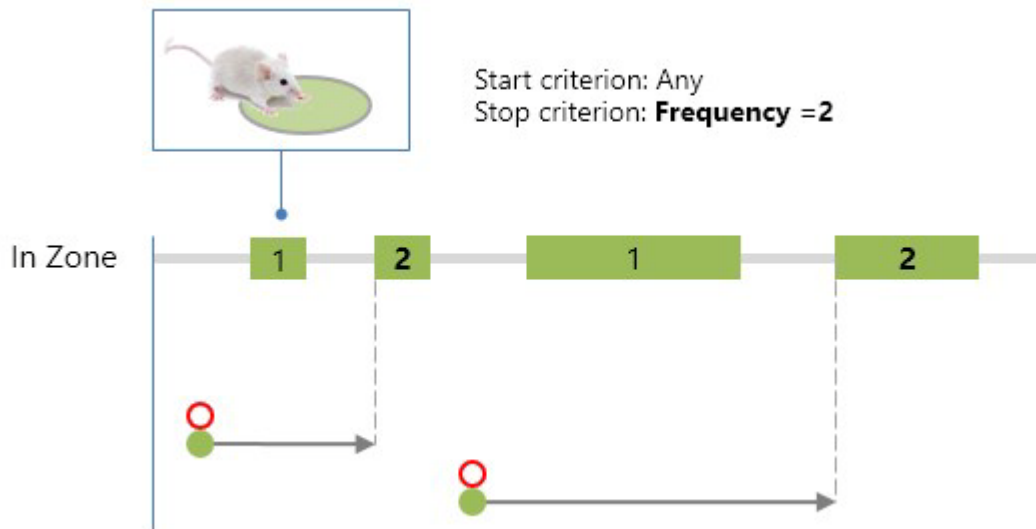 Start criterion: Any
Stop criterion: Frequency =2
In Zone 1 2 1 2